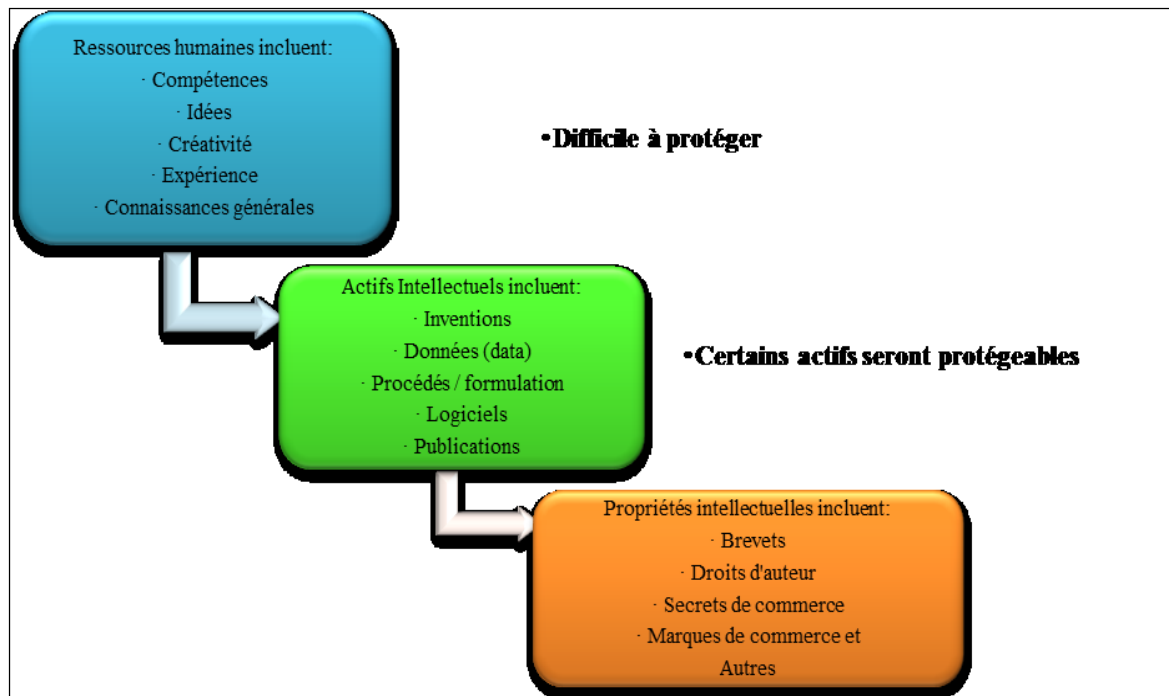 Ressources humaines incluent:
· Compétences
· Idées
· Créativité
· Expérience
· Connaissances générales
•Difficile à protéger
Actifs Intellectuels incluent:
· Inventions
· Données (data)
· Procédés / formulation
· Logiciels
· Publications
•Certains actifs seront protégeables
Propriétés intellectuelles incluent:
· Brevets
· Droits d'auteur
· Secrets de commerce
· Marques de commerce et
Autres